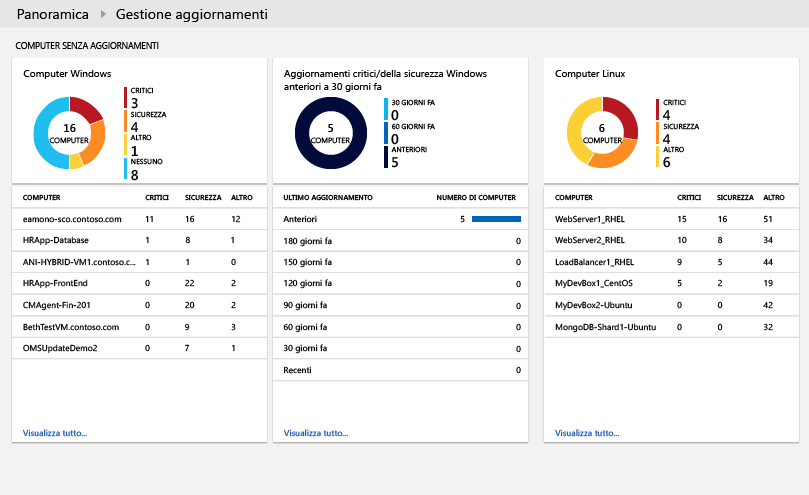 Panoramica Gestione aggiornamenti
COMPUTER SENZA AGGIORNAMENTI
Computer Windows
16
COMPUTER
CRITICI
3
SICUREZZA
4
ALTRO
1
NESSUNO
8
COMPUTER CRITICI SICUREZZA ALTRO
eamono-sco.contoso.com 11 16 12
HRApp-Database 1 8 1
ANI-HYBRID-VM1.contoso.c... 1 1 0
HRApp-FrontEnd 0 22 2
CMAgent-Fin-201 0 20 2
BethTestVM.contoso.com 0 9 3
OMSUpdateDemo2 0 7 1
Visualizza tutto...
Aggiornamenti critici/della sicurezza Windows
anteriori a 30 giorni fa
5
COMPUTER
30 GIORNI FA
0
60 GIORNI FA
0
ANTERIORI
5
ULTIMO AGGIORNAMENTO NUMERO DI COMPUTER
Anteriori 5
180 giorni fa 0
150 giorni fa 0
120 giorni fa 0
90 giorni fa 0
60 giorni fa 0
30 giorni fa 0
Recenti 0
Visualizza tutto...
Computer Linux
6
COMPUTER
CRITICI
4
SICUREZZA
4
ALTRO
6
COMPUTER CRITICI SICUREZZA ALTRO
WebServer1_RHEL 15 16 51
WebServer2_RHEL 10 8 34
LoadBalancer1_RHEL 9 5 44
MyDevBox1_CentOS 5 2 19
MyDevBox2-Ubuntu 0 0 42
MongoDB-Shard1-Ubuntu 0 0 32
Visualizza tutto...